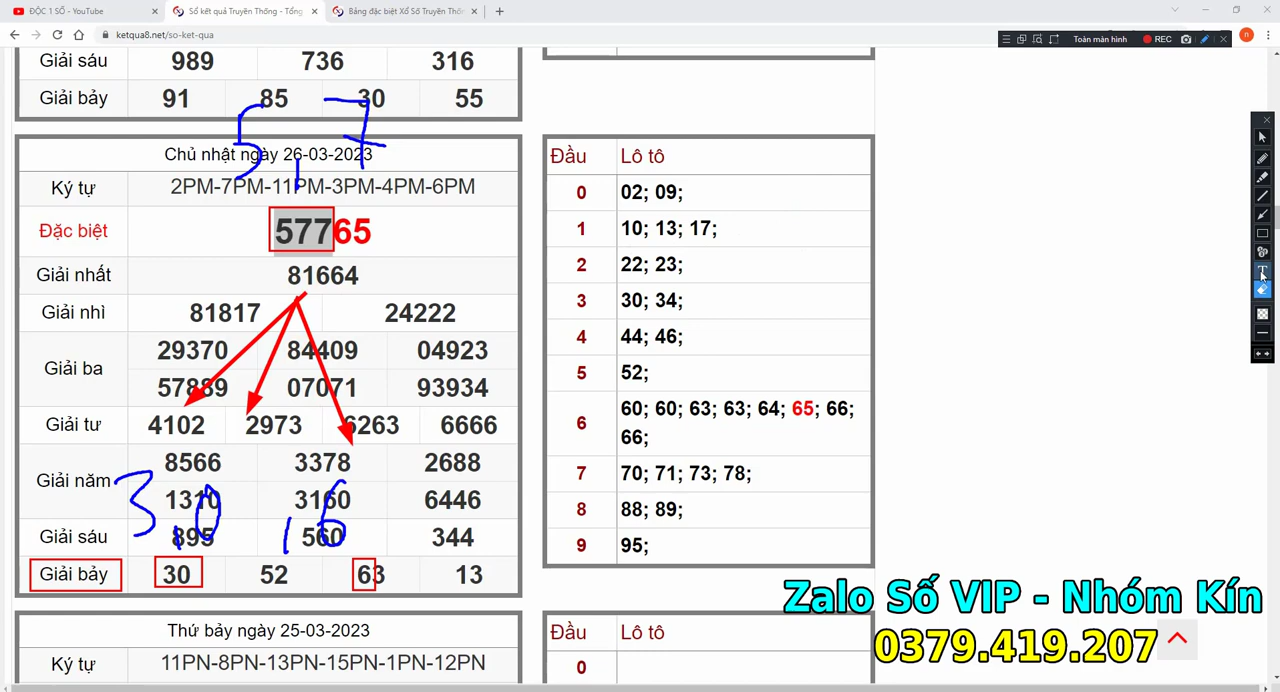 ĐỘC 1 SỐ - YouTube
Sổ kết quả Truyền Thống - Tổng
Bảng đặc biệt Xổ Số Truyền Thố
ketqua8.net/so-ket-qua
Toàn màn hình
REC
n
Giải sáu 989 736 316
Giải bảy 91 85 30 55
5, 7
Chủ nhật ngày 26-03-2023
Ký tự 2PM-7PM-11PM-3PM-4PM-6PM
Đặc biệt 57765
Giải nhất 81664
Giải nhì 81817 24222
Giải ba 29370 84409 04923
57889 07071 93934
Giải tư 4102 2973 6263 6666
Giải năm 8566 3378 2688
1310 3160 6446
3,0,6
Giải sáu 895 560 344
Giải bảy 30 52 63 13
Thứ bảy ngày 25-03-2023
Ký tự 11PN-8PN-13PN-15PN-1PN-12PN
Đầu Lô tô
0 02; 09;
1 10; 13; 17;
2 22; 23;
3 30; 34;
4 44; 46;
5 52;
6 60; 60; 63; 63; 64; 65; 66;
66;
7 70; 71; 73; 78;
8 88; 89;
9 95;
Đầu Lô tô
0
T
Zalo Số VIP - Nhóm Kín
0379.419.207